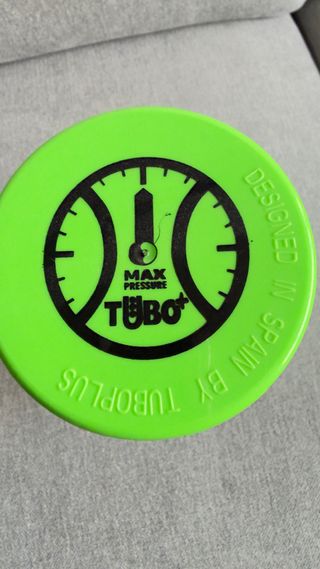 MAX
PRESSURE
TUBO+
DESIGNED IN SPAIN BY TUBOPLUS